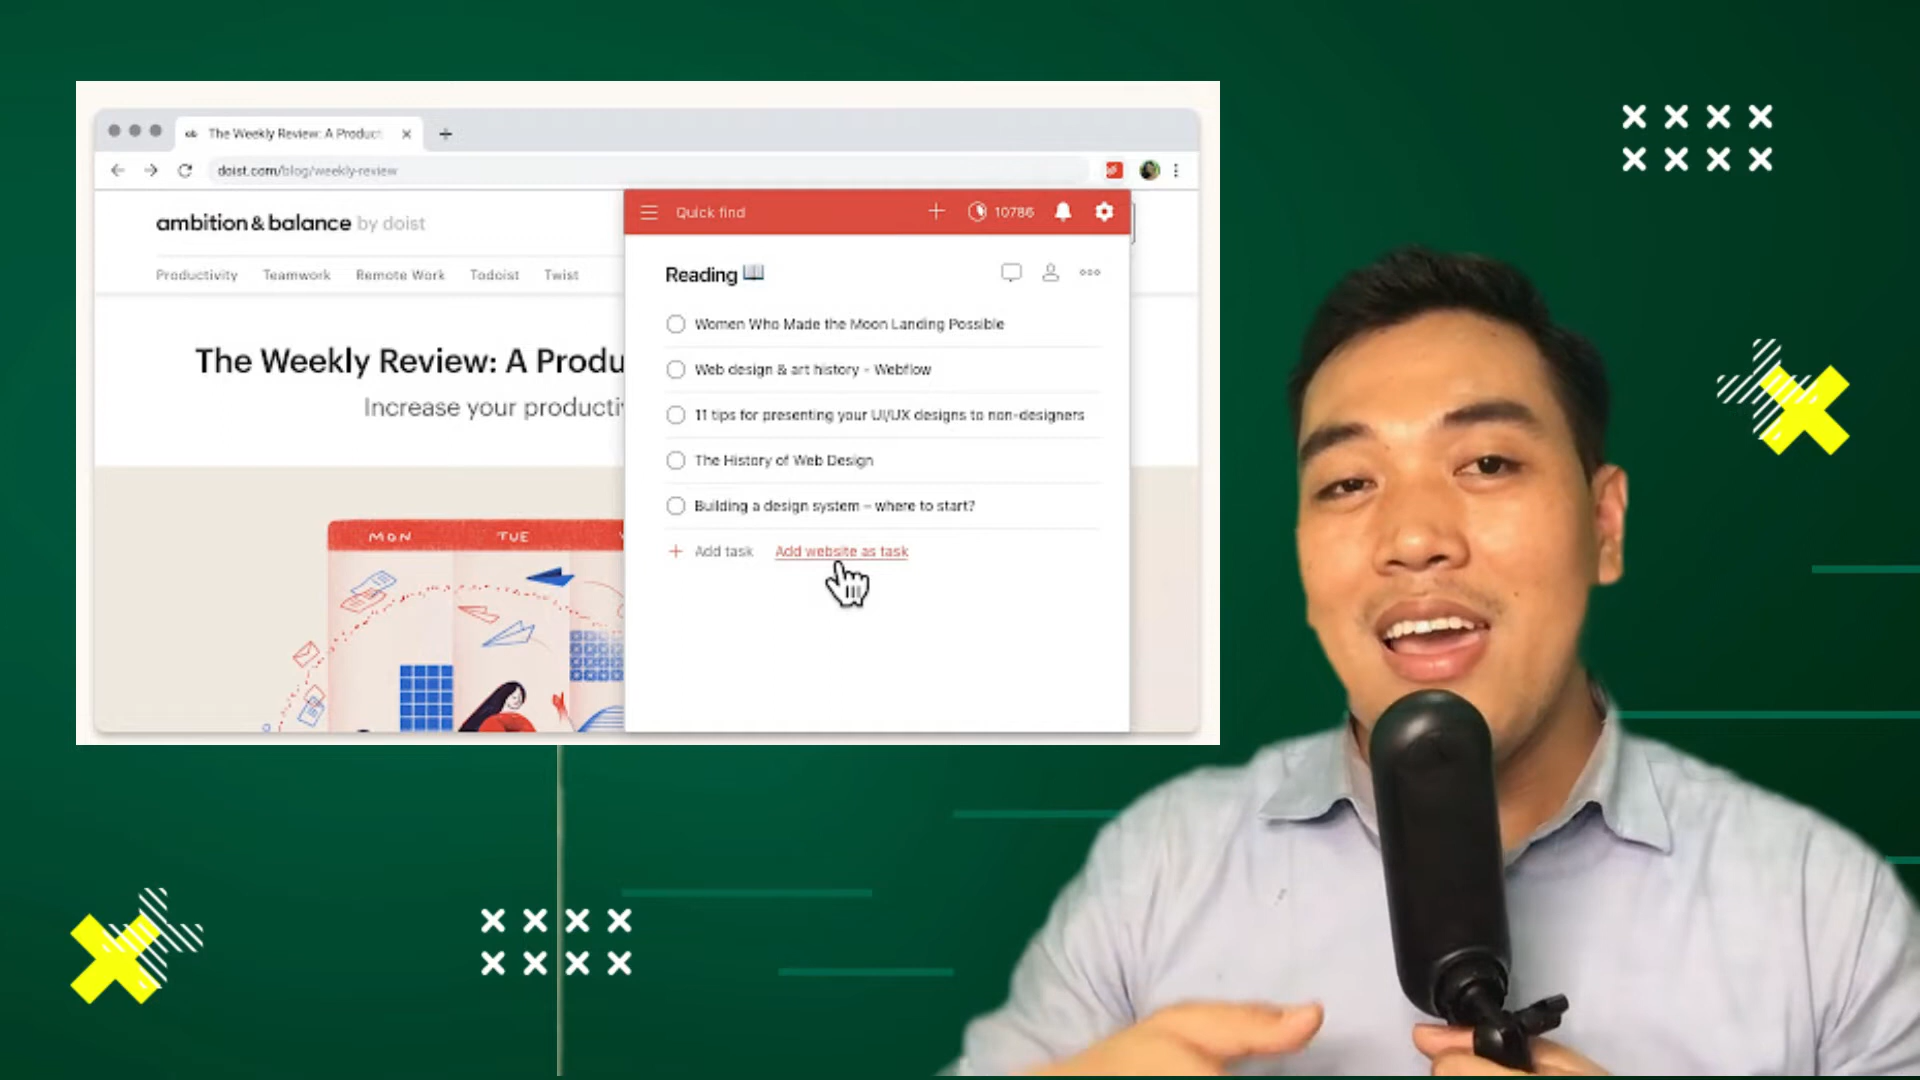 The Weekly Review: A Product
doist.com/blog/weekly-review
ambition & balance by doist
Productivity Teamwork Remote Work Todoist Twist
The Weekly Review: A Produ
Increase your producti
MON TUE
Quick find
10786
Reading
Women Who Made the Moon Landing Possible
Web design & art history - Webflow
11 tips for presenting your UI/UX designs to non-designers
The History of Web Design
Building a design system – where to start?
+ Add task Add website as task